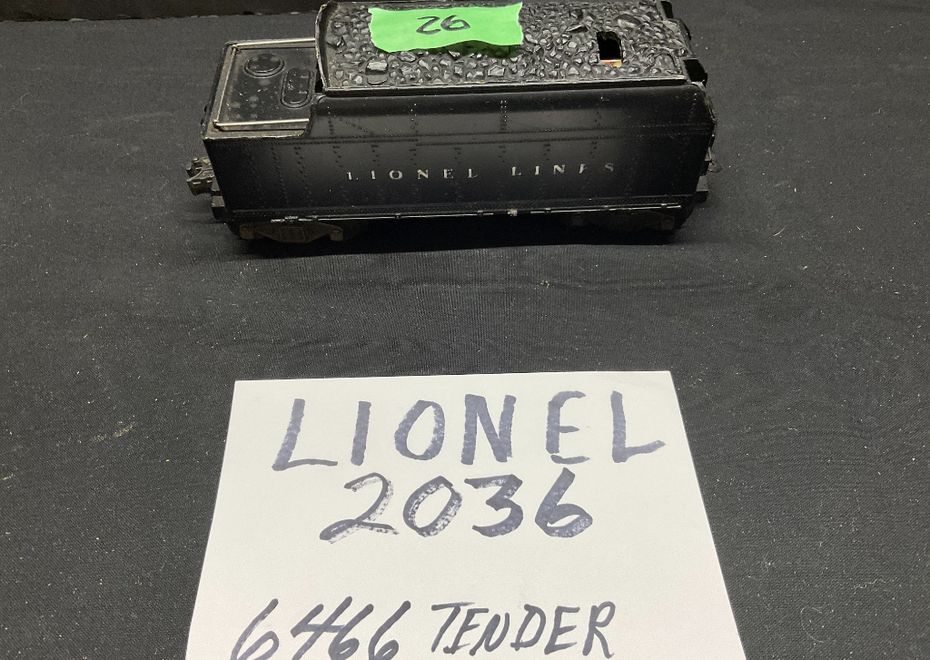 26
LIONEL LINES
LIONEL
2036
6466 TENDER